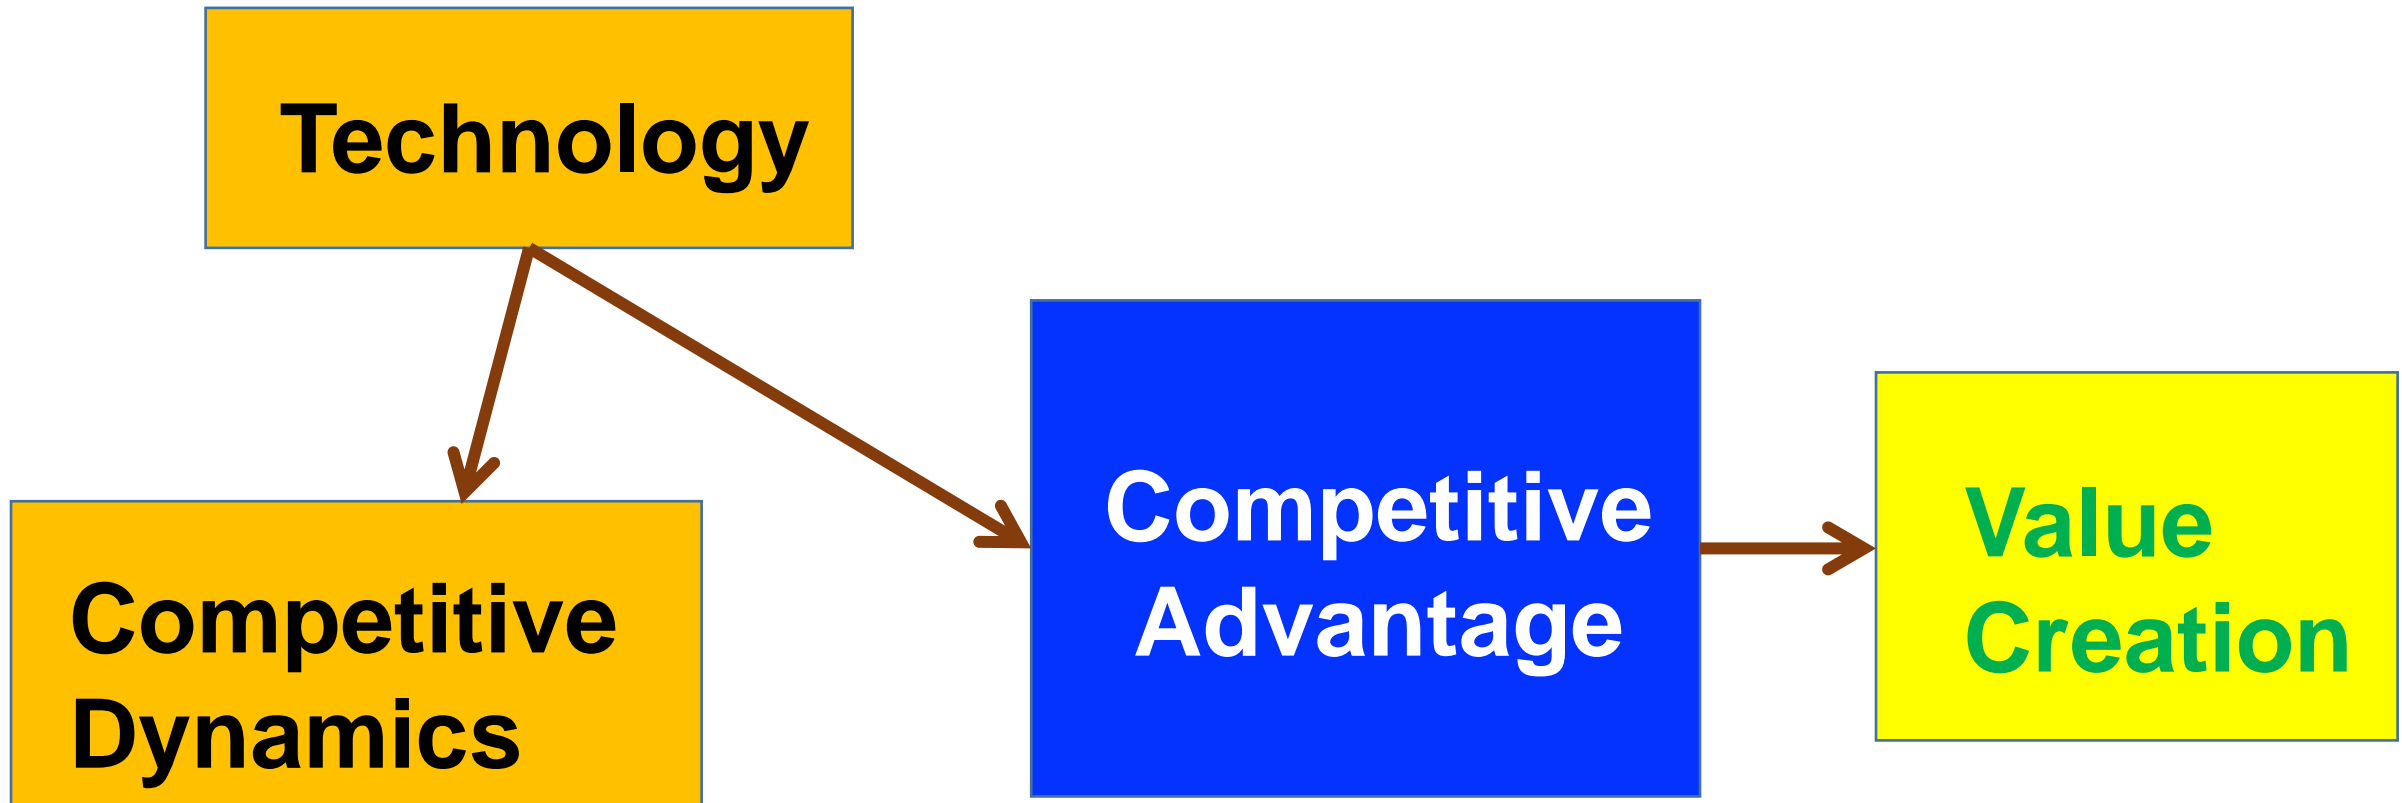 Technology
Competitive
Dynamics
Competitive
Advantage
Value
Creation